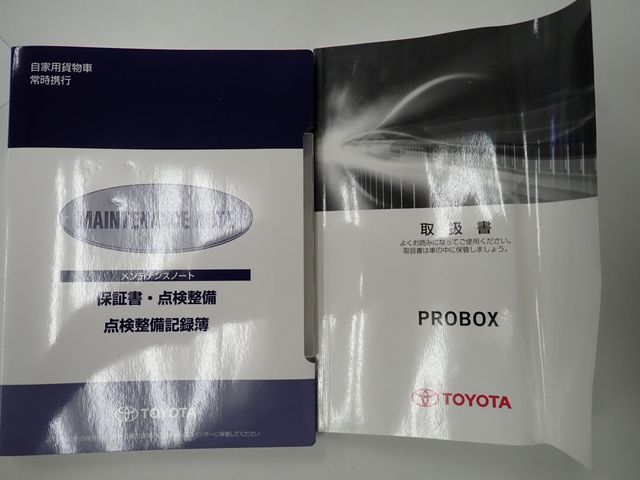 自家用貨物車
常時携行
MAINTENANCE NOTE
メンテナンスノート
保証書・点検整備
点検整備記録簿
TOYOTA
取扱書
よくお読みになってご使用ください。
取扱書は車の中に保管しましょう。
PROBOX
TOYOTA